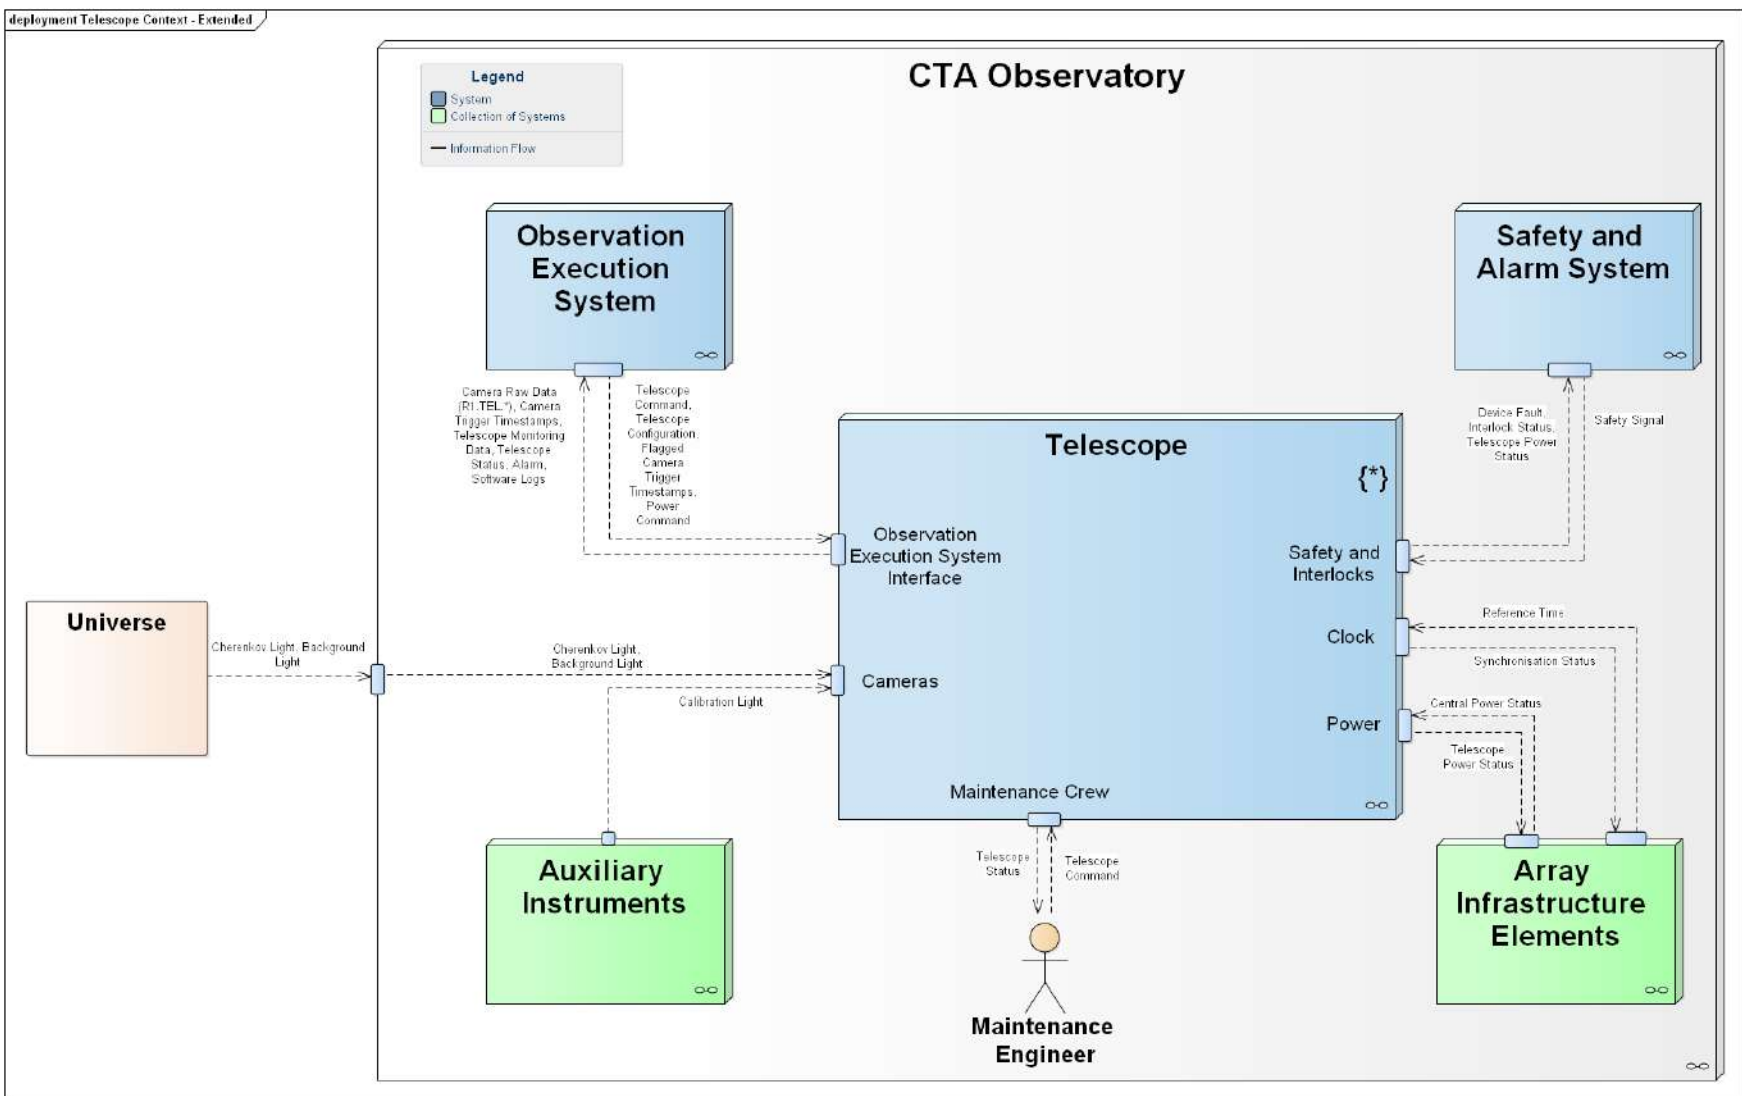 deployment Telescope Context - Extended
CTA Observatory
Legend
System
Collection of Systems
Information Flow
Observation
Execution
System
Safety and
Alarm System
Camera Raw Data
(R1.TEL.*), Camera
Trigger Timestamps,
Telescope Monitoring
Data, Telescope
Status, Alarm,
Software Logs
Telescope
Command,
Telescope
Configuration,
Flagged
Camera
Trigger
Timestamps,
Power
Command
Device Fault,
Interlock Status,
Telescope Power
Status
Safety Signal
Telescope
{*}
Observation
Execution System
Interface
Safety and
Interlocks
Universe
Cherenkov Light, Background
Light
Cherenkov Light,
Background Light
Cameras
Calibration Light
Clock
Reference Time
Synchronisation Status
Power
Central Power Status
Telescope
Power Status
Maintenance Crew
Telescope
Status
Telescope
Command
Auxiliary
Instruments
Array
Infrastructure
Elements
Maintenance
Engineer